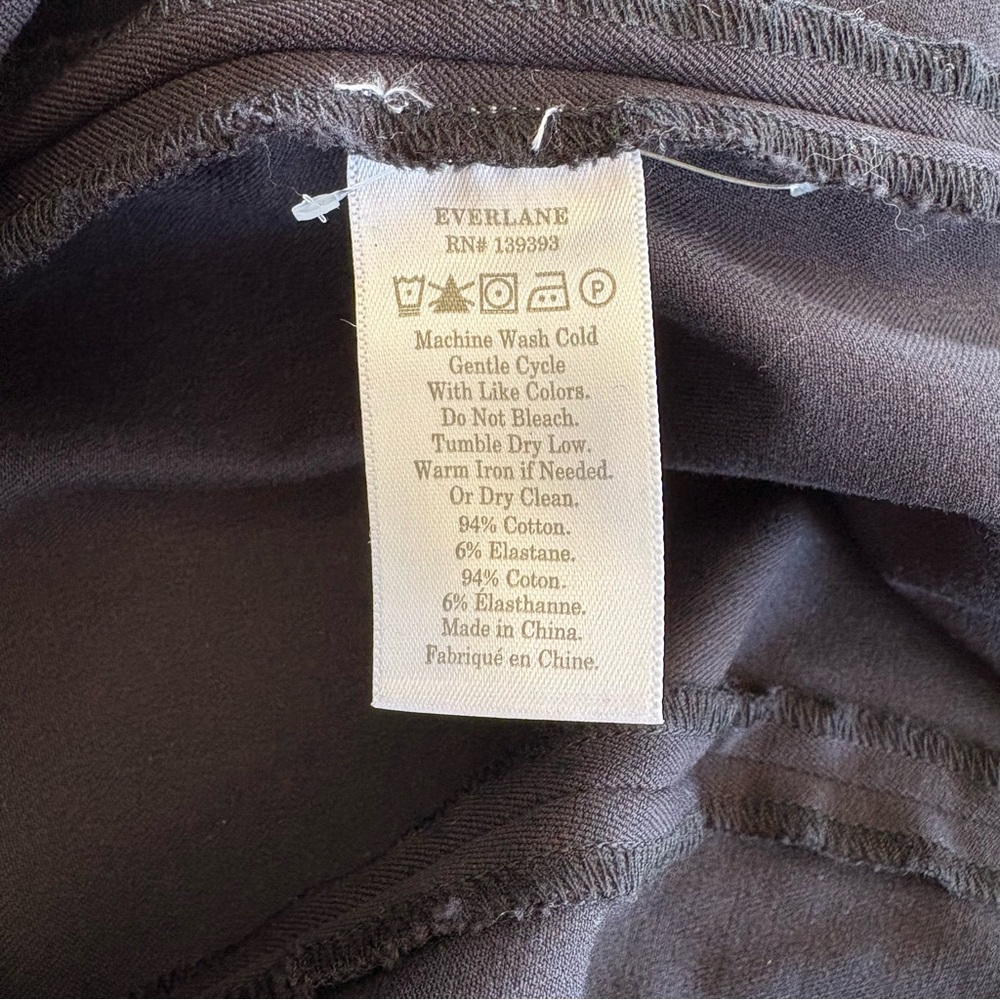 EVERLANE
RN# 139393
P
Machine Wash Cold
Gentle Cycle
With Like Colors.
Do Not Bleach.
Tumble Dry Low.
Warm Iron if Needed.
Or Dry Clean.
94% Cotton.
6% Elastane.
94% Coton.
6% Élasthanne.
Made in China.
Fabriqué en Chine.